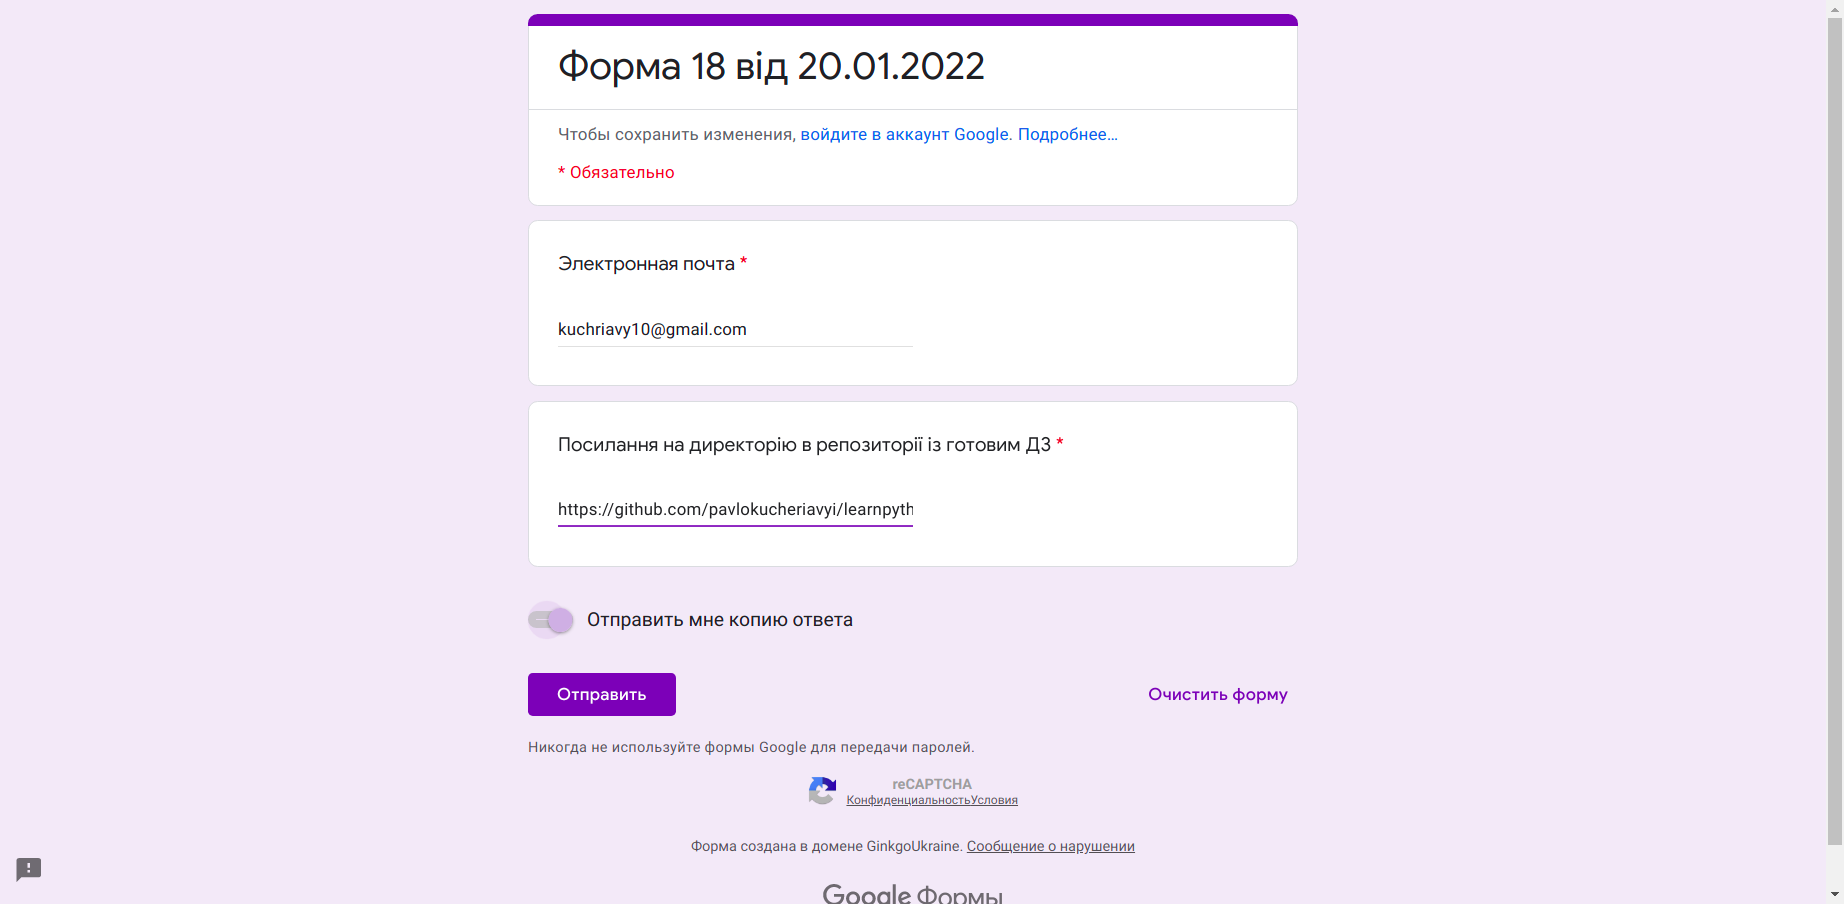 Форма 18 від 20.01.2022
Чтобы сохранить изменения, войдите в аккаунт Google. Подробнее…
* Обязательно
Электронная почта *
kuchriavy10@gmail.com
Посилання на директорію в репозиторії із готовим ДЗ *
https://github.com/pavlokucheriavyi/learnpyth
Отправить мне копию ответа
Отправить
Очистить форму
Никогда не используйте формы Google для передачи паролей.
reCAPTCHA
КонфиденциальностьУсловия
Форма создана в домене GinkgoUkraine. Сообщение о нарушении
Google Формы